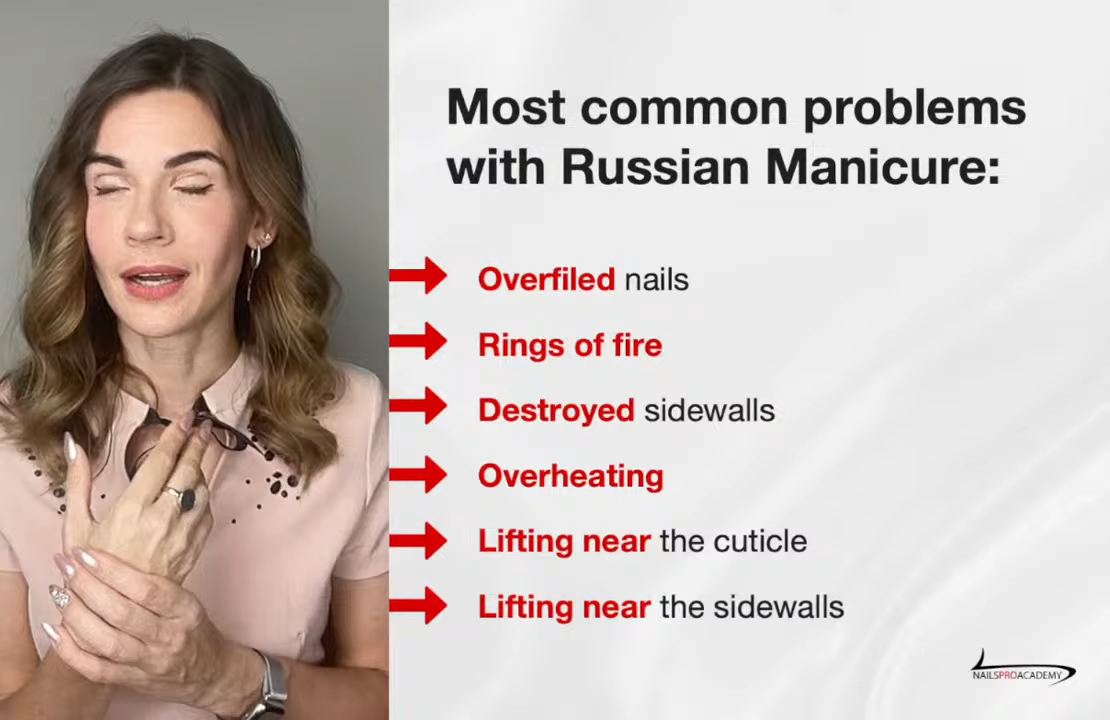 Most common problems
with Russian Manicure:
Overfiled nails
Rings of fire
Destroyed sidewalls
Overheating
Lifting near the cuticle
Lifting near the sidewalls
NAILSPROACADEMY